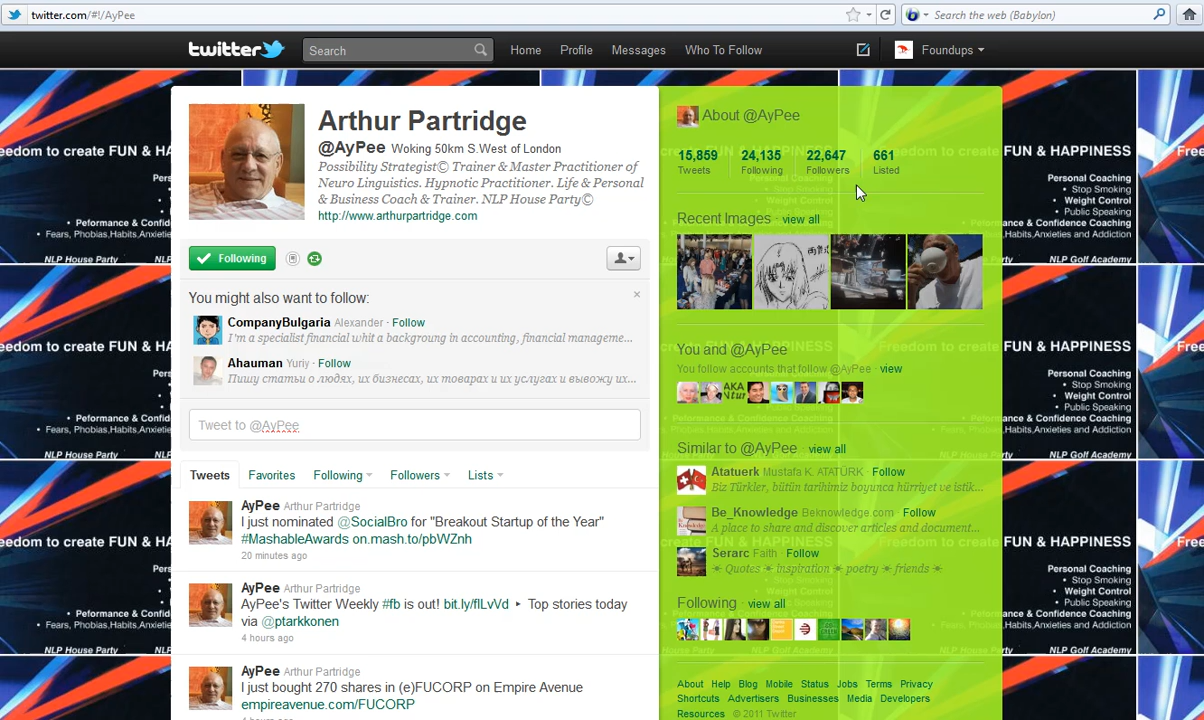 twitter.com/#!/AyPee
Search the web (Babylon)
twitter
Search
Home Profile Messages Who To Follow
Foundups
Arthur Partridge
@AyPee Woking 50km S.West of London
Possibility Strategist© Trainer & Master Practitioner of
Neuro Linguistics. Hypnotic Practitioner. Life & Personal
& Business Coach & Trainer. NLP House Party©
http://www.arthurpartridge.com
Following
You might also want to follow:
CompanyBulgaria Alexander · Follow
I'm a specialist financial whit a backgroung in accounting, financial manageme...
Ahauman Yuriy · Follow
Пишу статьи о людях, их бизнесах, их товарах и их услугах и вывожу их...
Tweet to @AyPee
Tweets Favorites Following Followers Lists
AyPee Arthur Partridge
I just nominated @SocialBro for "Breakout Startup of the Year"
#MashableAwards on.mash.to/pbWZnh
20 minutes ago
AyPee Arthur Partridge
AyPee's Twitter Weekly #fb is out! bit.ly/flLvVd ▸ Top stories today
via @ptarkkonen
4 hours ago
AyPee Arthur Partridge
I just bought 270 shares in (e)FUCORP on Empire Avenue
empireavenue.com/FUCORP
About @AyPee
15,859 24,135 22,647 661
Tweets Following Followers Listed
Recent Images · view all
You and @AyPee
You follow accounts that follow @AyPee · view
Similar to @AyPee · view all
Ataturk Mustafa K. ATATÜRK · Follow
Biz Türkler, bütün tarihimiz boyunca hürriyet ve istik...
Be_Knowledge Beknowledge.com · Follow
A place to share and discover articles and document...
Serarc Faith · Follow
☀ Quotes ☀ inspiration ☀ poetry ☀ friends ☀
Following · view all
About Help Blog Mobile Status Jobs Terms Privacy
Shortcuts Advertisers Businesses Media Developers
Resources © 2011 Twitter
Freedom to create FUN & HAPPINESS
Personal Coaching
• Stop Smoking
• Weight Control
• Public Speaking
Peformance & Confidence Coaching
• Fears, Phobias,Habits,Anxieties and Addiction
NLP House Party NLP Golf Academy